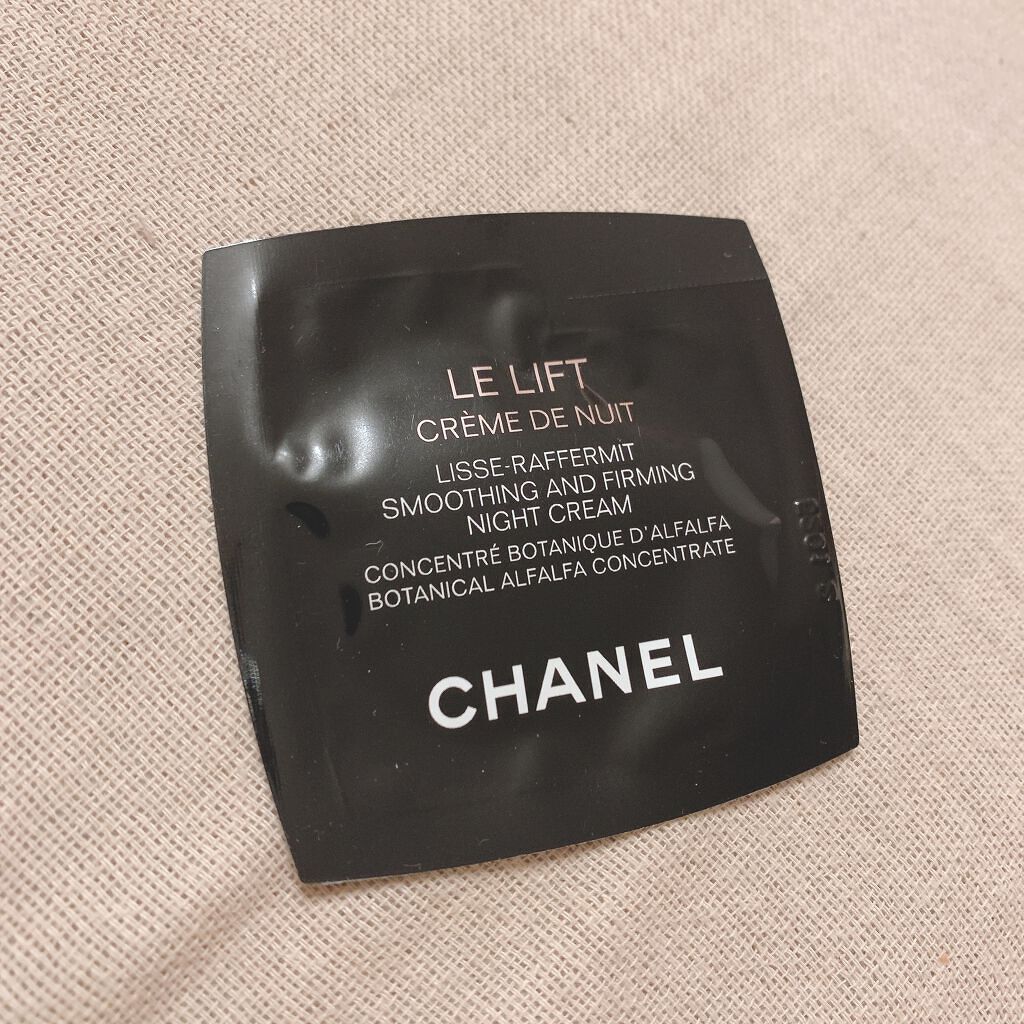 LE LIFT
CRÈME DE NUIT
LISSE-RAFFERMIT
SMOOTHING AND FIRMING
NIGHT CREAM
CONCENTRÉ BOTANIQUE D'ALFALFA
BOTANICAL ALFALFA CONCENTRATE
CHANEL